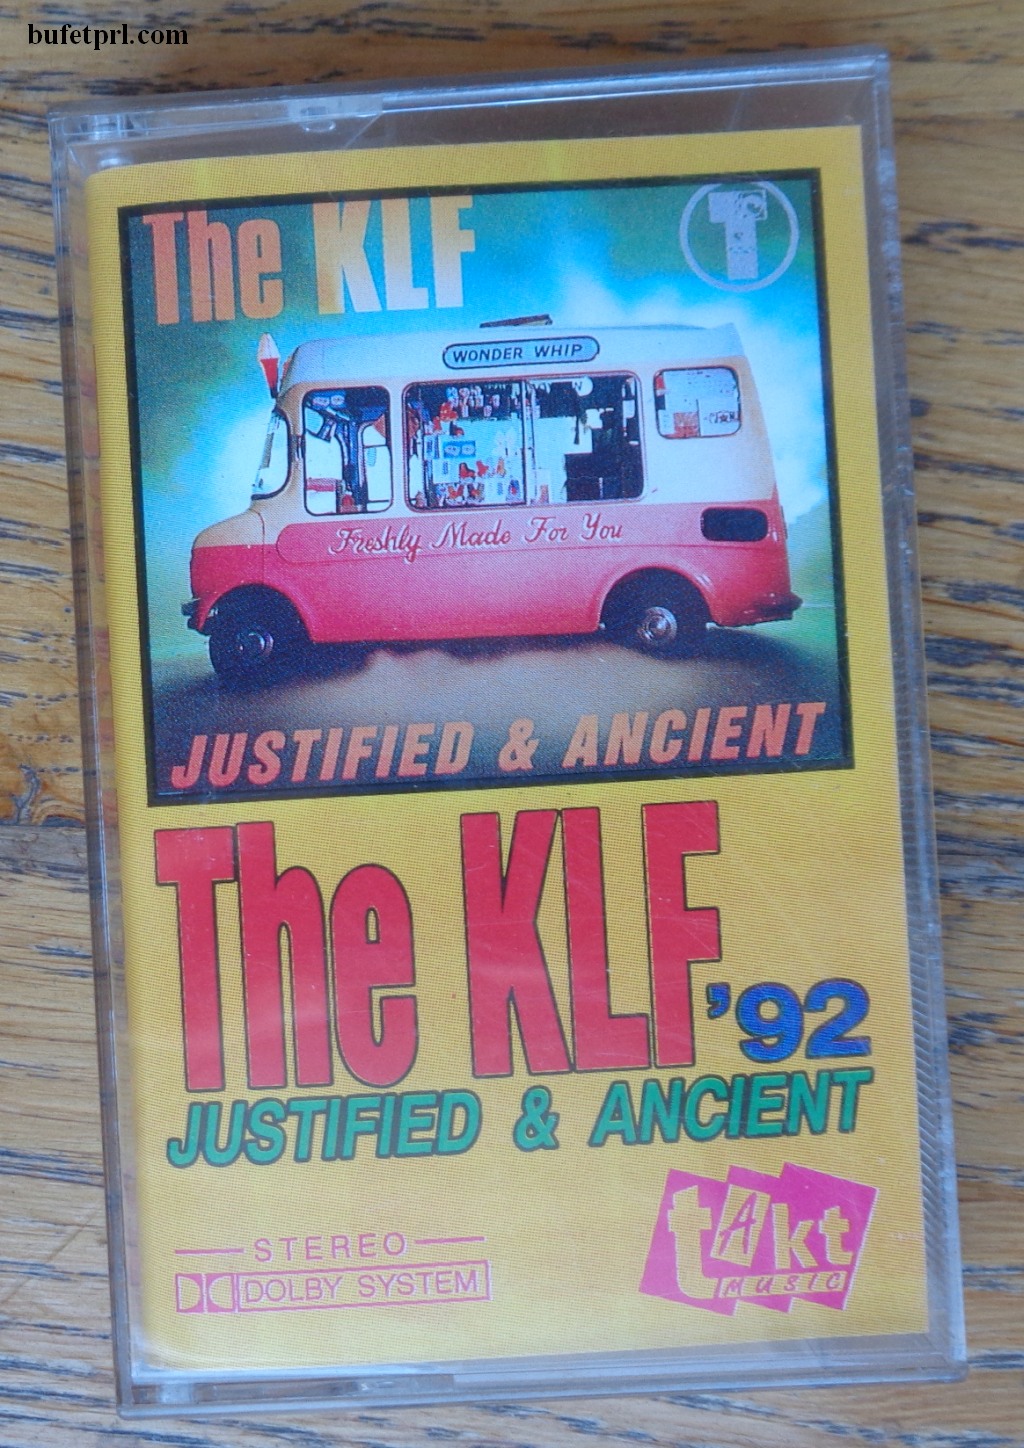 bufetprl.com
The KLF
T
WONDER WHIP
Freshly Made For You
JUSTIFIED & ANCIENT
The KLF
'92
JUSTIFIED & ANCIENT
STEREO
DOLBY SYSTEM
tAkt
MUSIC